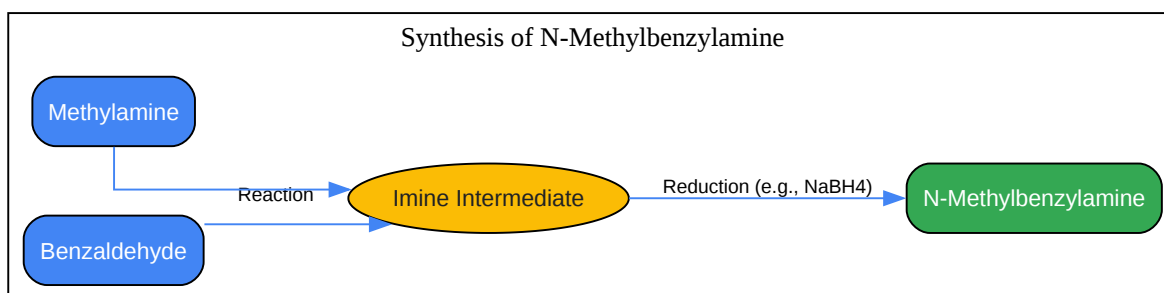 Synthesis of N-Methylbenzylamine
Methylamine
Reaction
Imine Intermediate
Reduction (e.g., NaBH4)
N-Methylbenzylamine
Benzaldehyde